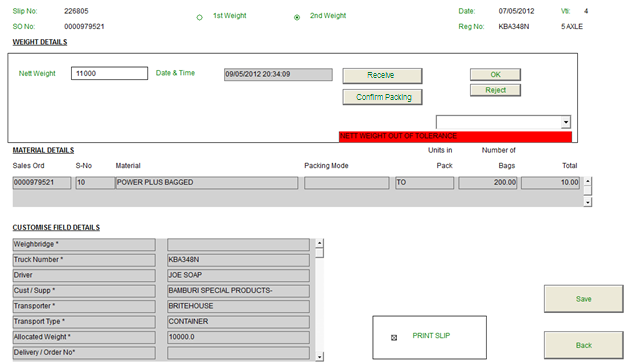 Slip No: 226805 1st Weight 2nd Weight Date: 07/05/2012 Vti: 4
SO No: 0000979521 Reg No: KBA348N 5 AXLE
WEIGHT DETAILS
Nett Weight 11000 Date & Time 09/05/2012 20:34:09 Receive OK
Confirm Packing Reject
NETT WEIGHT OUT OF TOLERANCE
MATERIAL DETAILS Units in Number of
Sales Ord S-No Material Packing Mode Pack Bags Total
0000979521 10 POWER PLUS BAGGED TO 200.00 10.00
CUSTOMISE FIELD DETAILS
Weighbridge *
Truck Number * KBA348N
Driver JOE SOAP
Cust / Supp * BAMBURI SPECIAL PRODUCTS-
Transporter * BRITEHOUSE
Transport Type * CONTAINER
Allocated Weight * 10000.0
Delivery / Order No*
Save
PRINT SLIP
Back